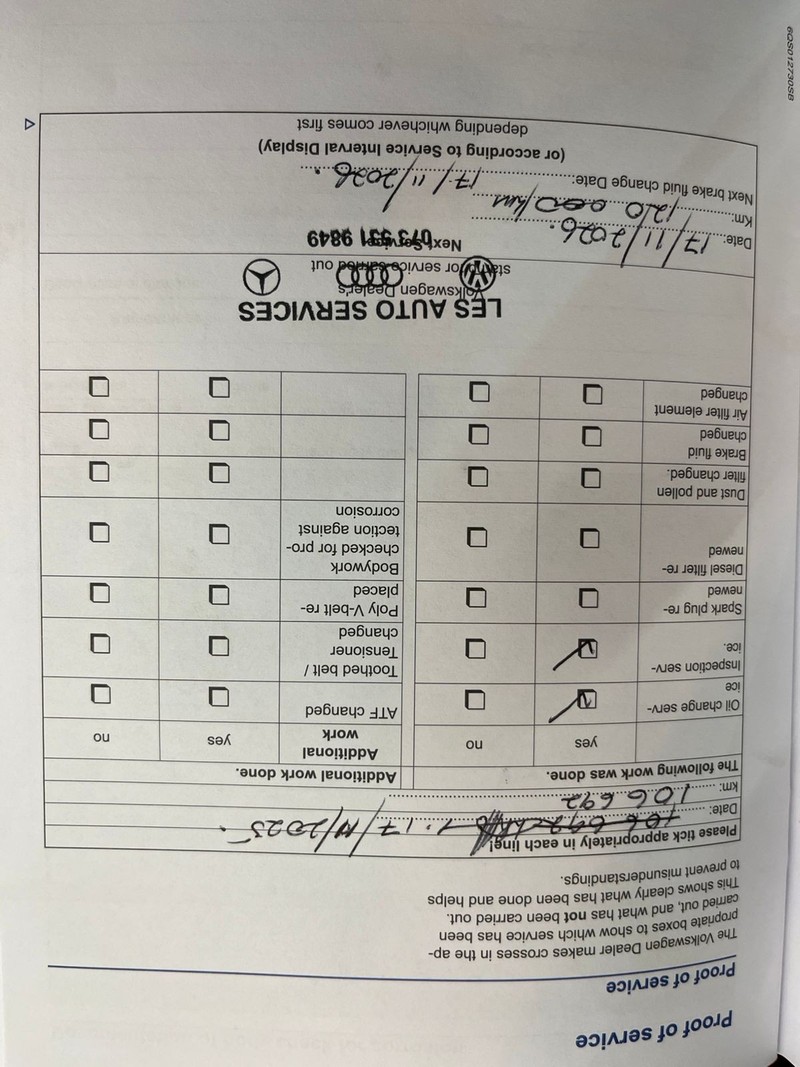 Proof of service
Proof of service
The Volkswagen Dealer makes crosses in the ap-
propriate boxes to show which service has been
carried out, and what has not been carried out.
This shows clearly what has been done and helps
to prevent misunderstandings.
Please tick appropriately in each line!
Date: 17/11/2025.
km: 106 692
The following work was done.
yes
no
Oil change serv-
ice
Inspection serv-
ice.
Spark plug re-
newed
Diesel filter re-
newed
Dust and pollen
filter changed.
Brake fluid
changed
Air filter element
changed
Additional work done.
Additional
work
yes
no
ATF changed
Toothed belt /
Tensioner
changed
Poly V-belt re-
placed
Bodywork
checked for pro-
tection against
corrosion
LES AUTO SERVICES
Volkswagen Dealer's
stamp for service carried out
Next Service:
073 531 9849
Date: 17/11/2026.
Km: 120 000/km
Next brake fluid change Date: 17/11/2026.
(or according to Service Interval Display)
depending whichever comes first
6QS012730SB